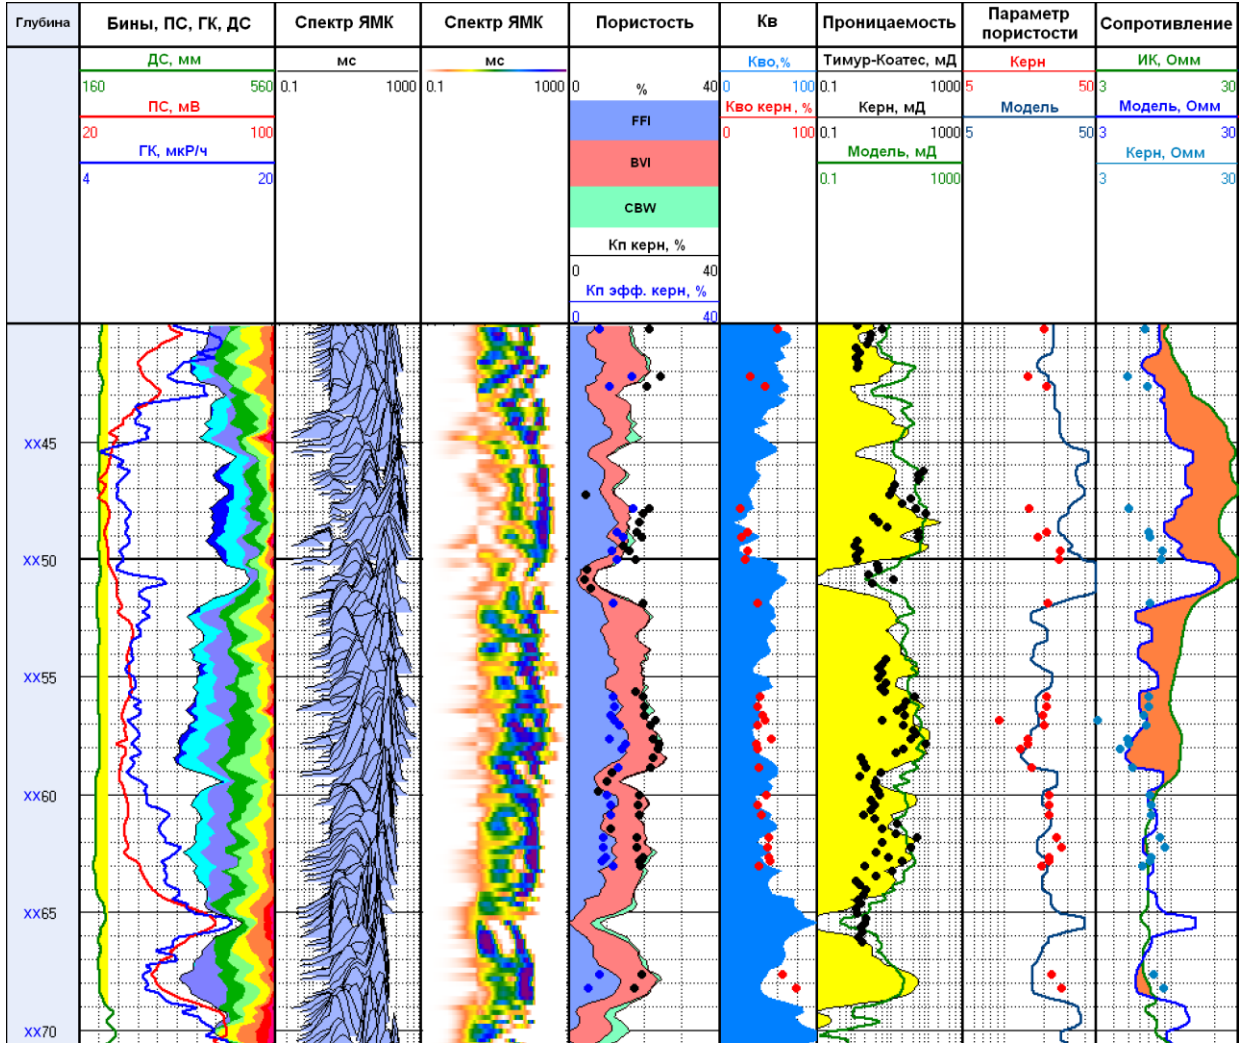 Глубина
Бины, ПС, ГК, ДС
Спектр ЯМК
Спектр ЯМК
Пористость
Кв
Проницаемость
Параметр
пористости
Сопротивление
ДС, мм
160 560
ПС, мВ
20 100
ГК, мкР/ч
4 20
мс
0.1 1000
мс
0.1 1000
0 % 40
FFI
BVI
CBW
Кп керн, %
0 40
Кп эфф. керн, %
0 40
Кво,%
0 100
Кво керн, %
0 100
Тимур-Коатес, мД
0.1 1000
Керн, мД
0.1 1000
Модель, мД
0.1 1000
Керн
5 50
Модель
5 50
ИК, Омм
3 30
Модель, Омм
3 30
Керн, Омм
3 30
XX45
XX50
XX55
XX60
XX65
XX70